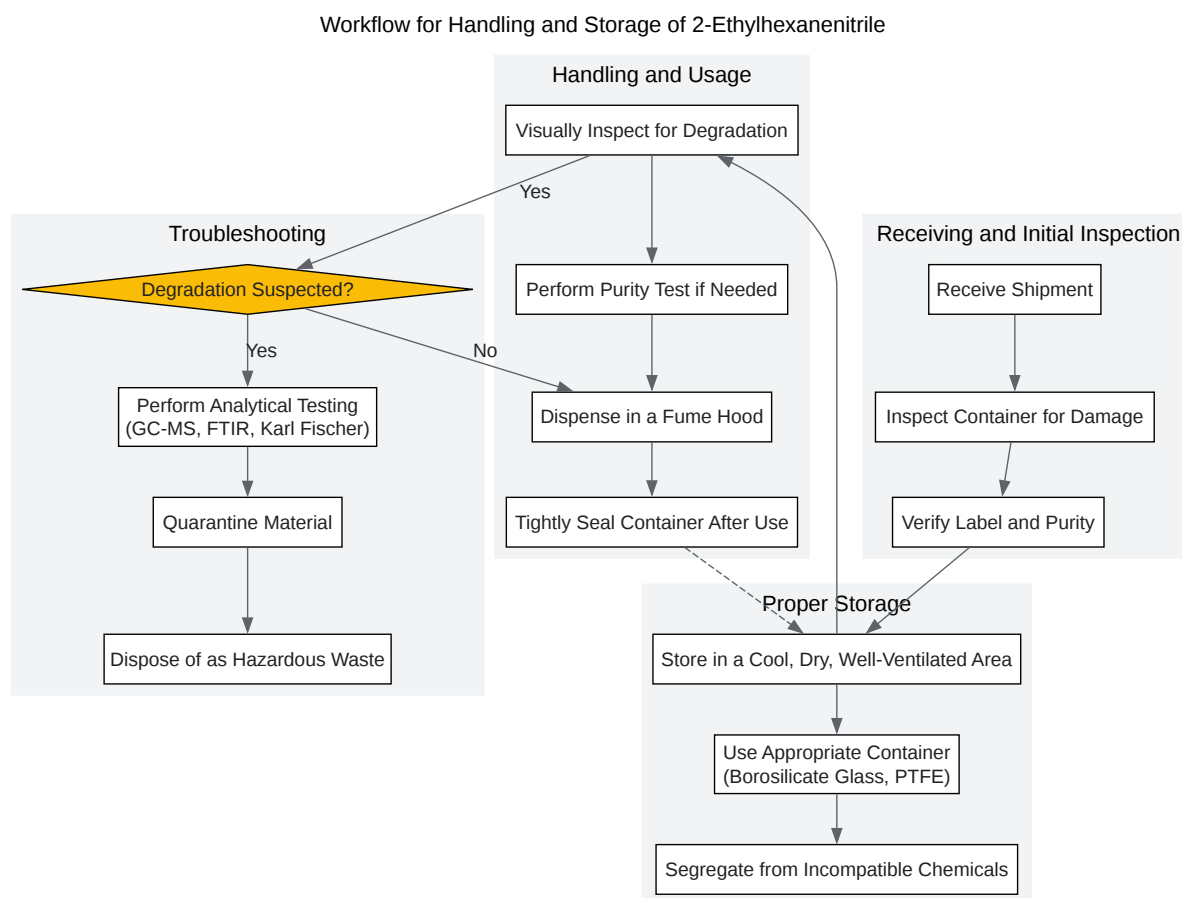 Workflow for Handling and Storage of 2-Ethylhexanenitrile
Handling and Usage
Visually Inspect for Degradation
Yes
Troubleshooting
Degradation Suspected?
Yes
No
Perform Analytical Testing
(GC-MS, FTIR, Karl Fischer)
Quarantine Material
Dispose of as Hazardous Waste
Perform Purity Test if Needed
Dispense in a Fume Hood
Tightly Seal Container After Use
Receiving and Initial Inspection
Receive Shipment
Inspect Container for Damage
Verify Label and Purity
Proper Storage
Store in a Cool, Dry, Well-Ventilated Area
Use Appropriate Container
(Borosilicate Glass, PTFE)
Segregate from Incompatible Chemicals